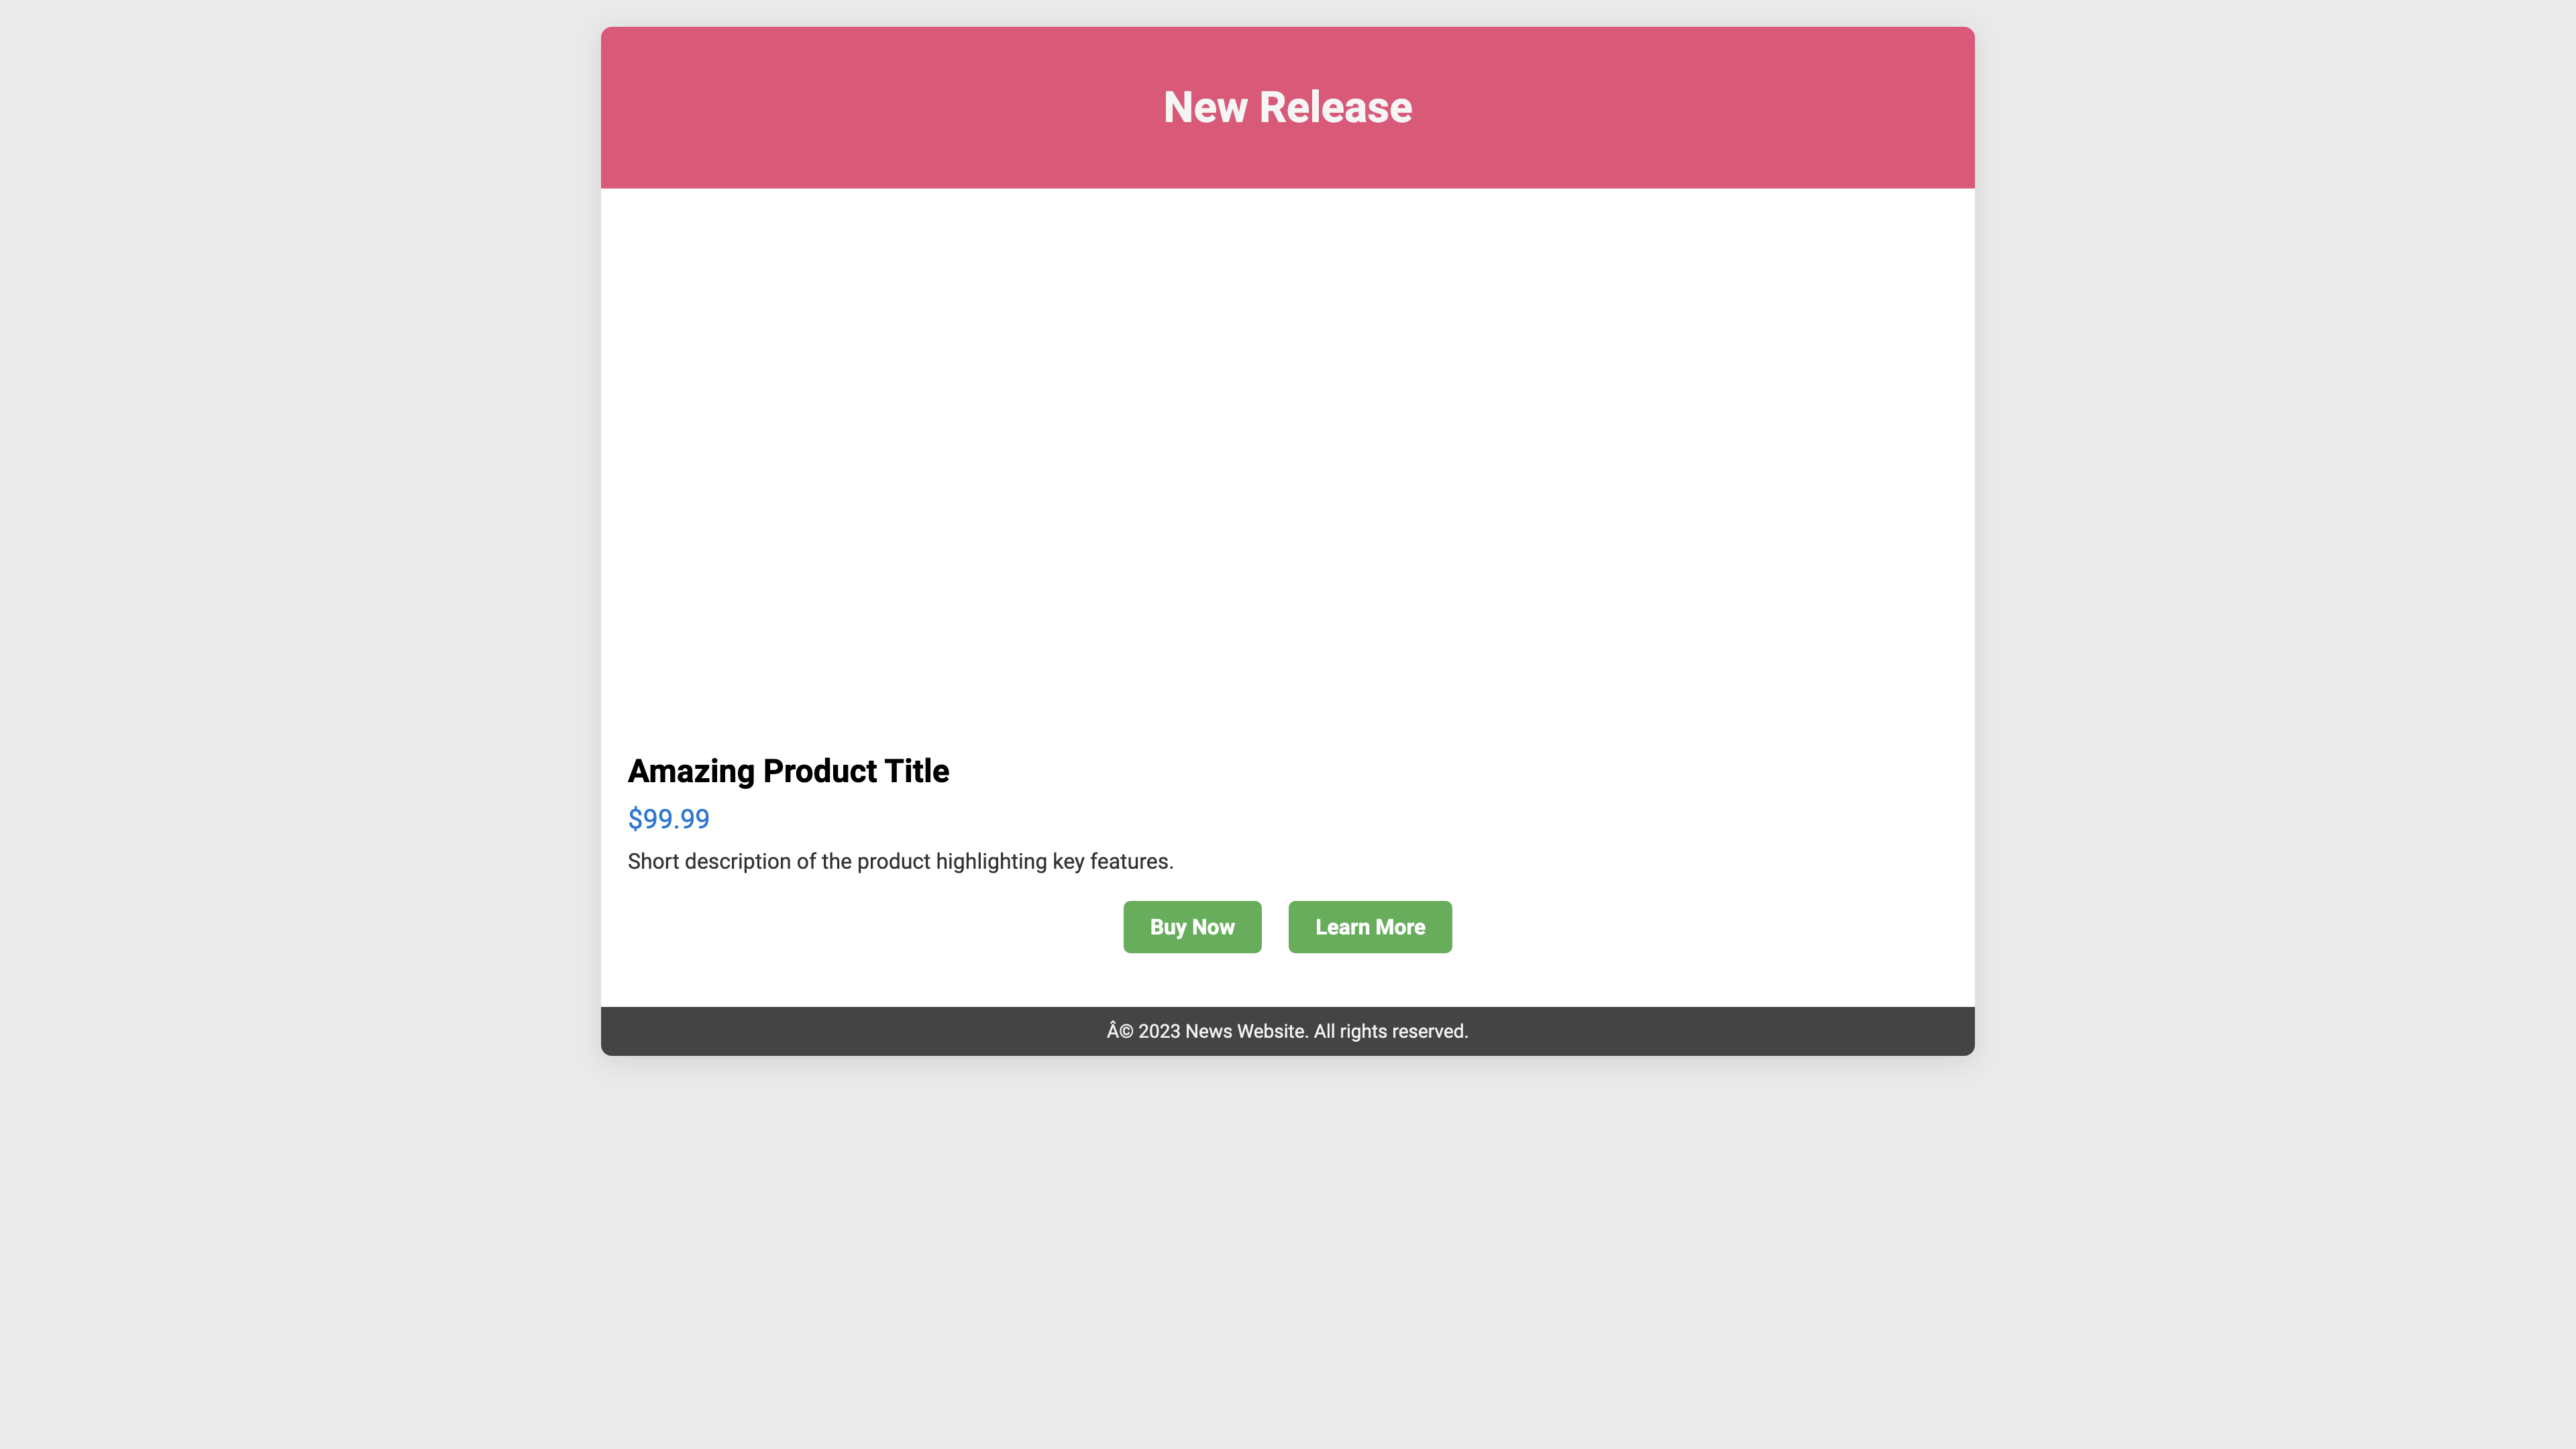 New Release
Amazing Product Title
$99.99
Short description of the product highlighting key features.
Buy Now
Learn More
Â© 2023 News Website. All rights reserved.